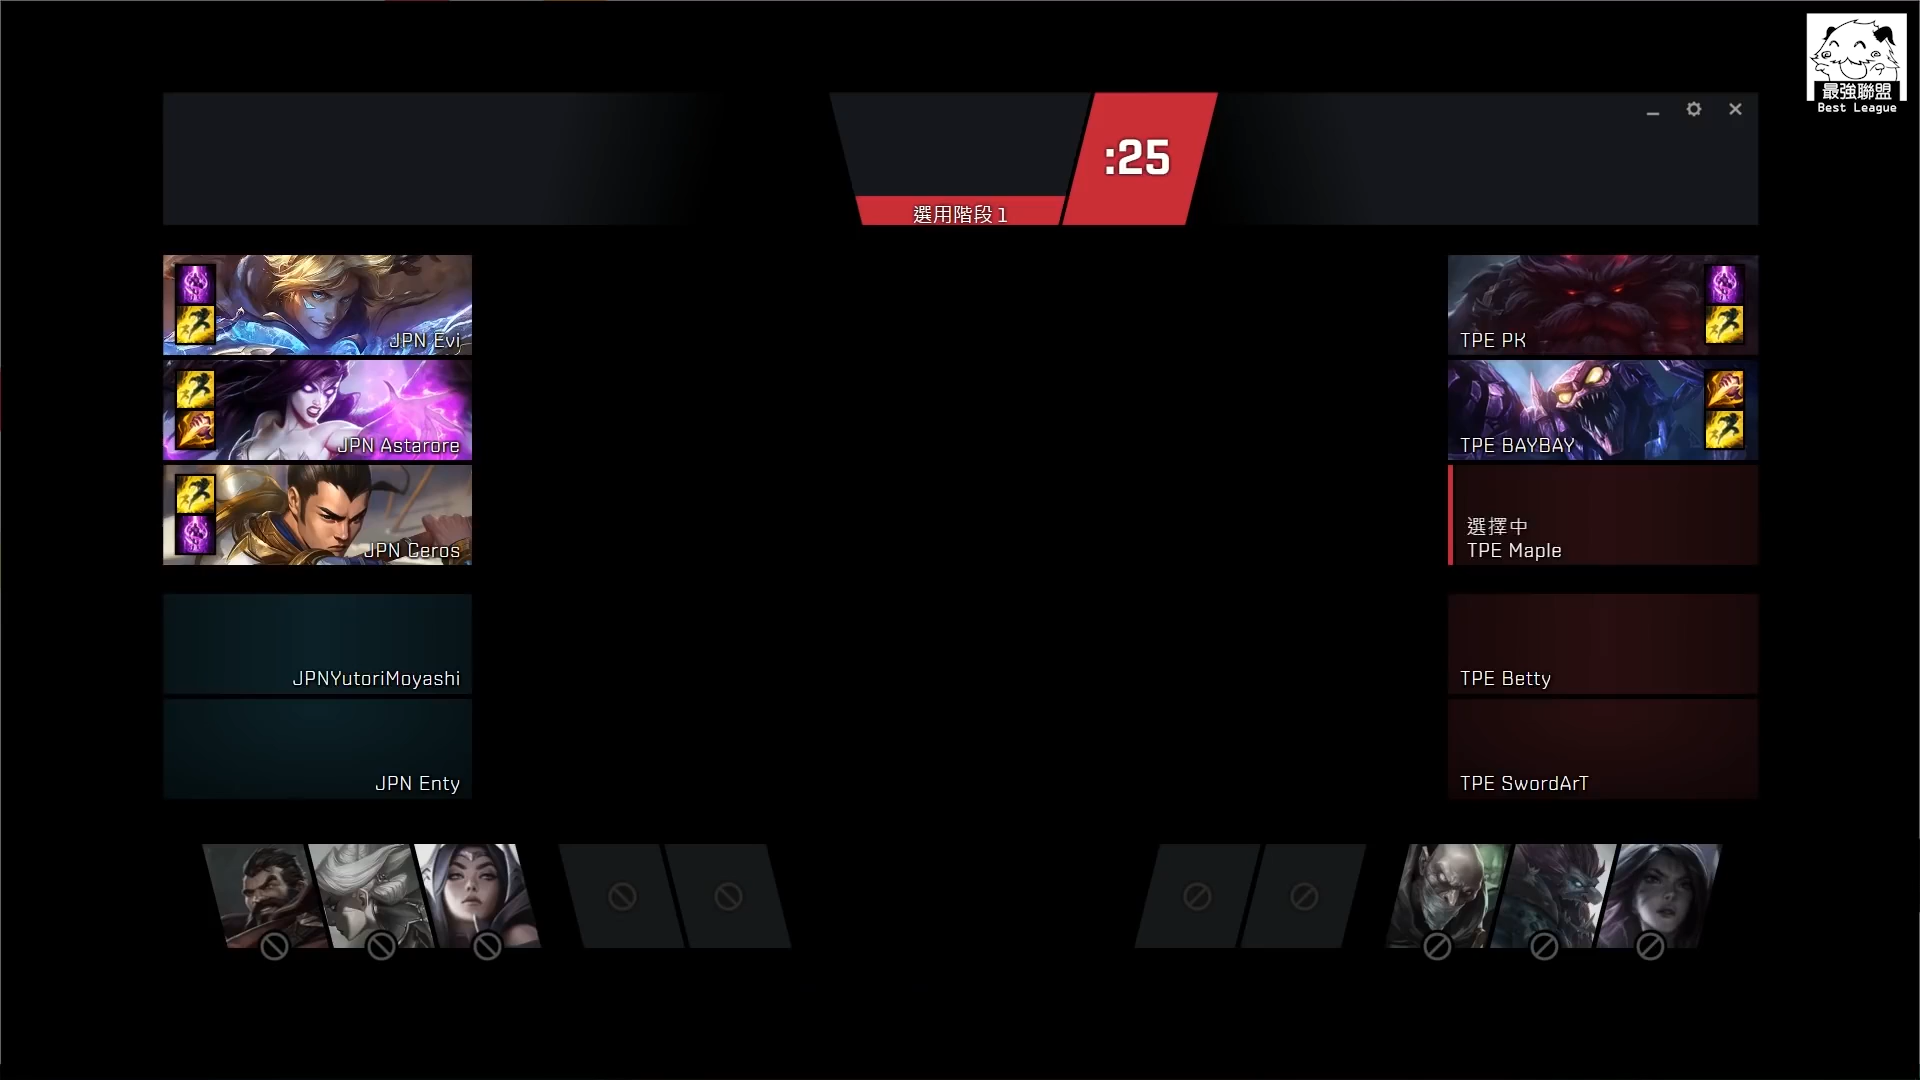 最強聯盟
Best League
:25
選用階段 1
JPN Evi
JPN Astarore
JPN Ceros
JPNYutoriMoyashi
JPN Enty
TPE PK
TPE BAYBAY
選擇中
TPE Maple
TPE Betty
TPE SwordArT